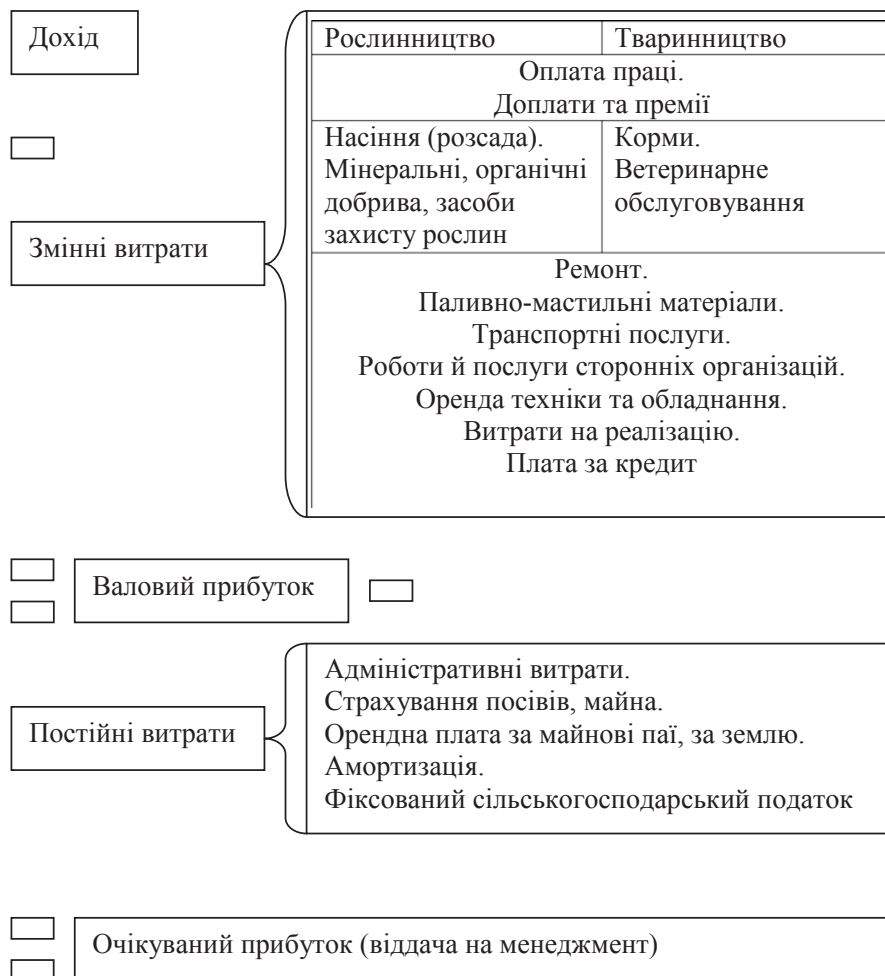 Дохід
Рослинництво
Тваринництво
Оплата праці.
Доплати та премії
Насіння (розсада).
Мінеральні, органічні
добрива, засоби
захисту рослин
Корми.
Ветеринарне
обслуговування
Змінні витрати
Ремонт.
Паливно-мастильні матеріали.
Транспортні послуги.
Роботи й послуги сторонніх організацій.
Оренда техніки та обладнання.
Витрати на реалізацію.
Плата за кредит
Валовий прибуток
Постійні витрати
Адміністративні витрати.
Страхування посівів, майна.
Орендна плата за майнові паї, за землю.
Амортизація.
Фіксований сільськогосподарський податок
Очікуваний прибуток (віддача на менеджмент)